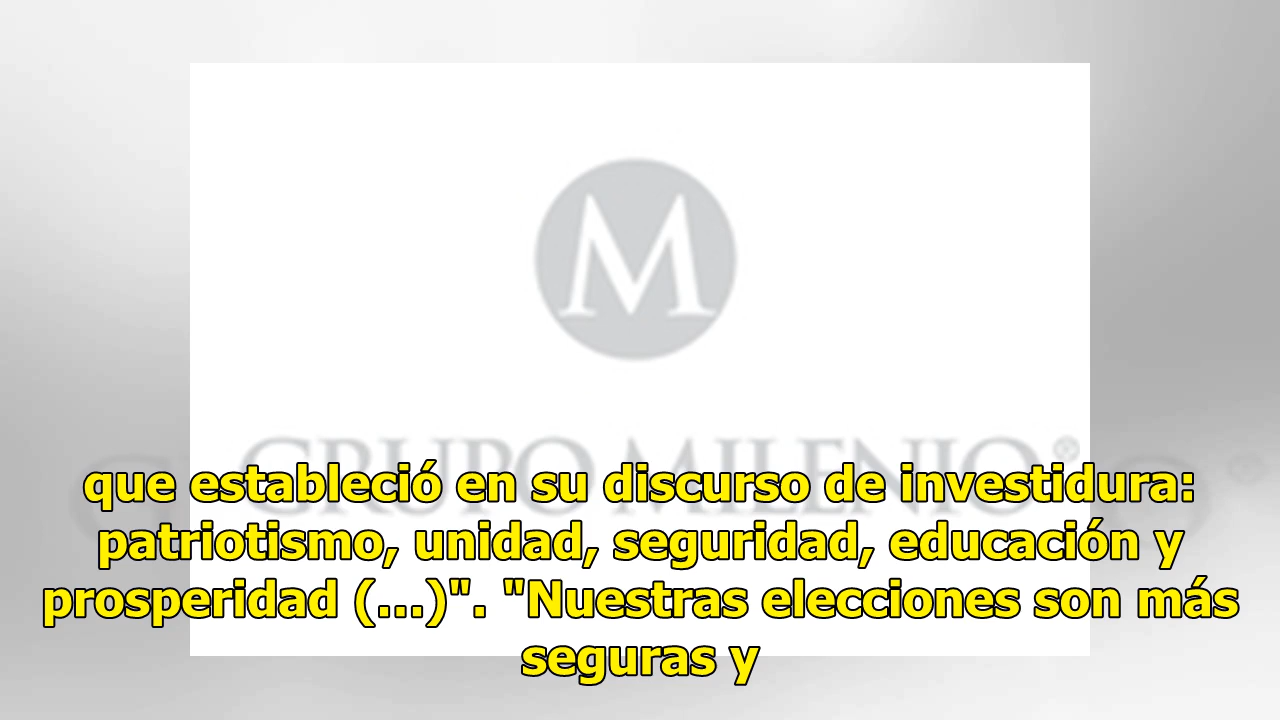 M
GRUPO MILENIO®
que estableció en su discurso de investidura:
patriotismo, unidad, seguridad, educación y
prosperidad (...)". "Nuestras elecciones son más
seguras y